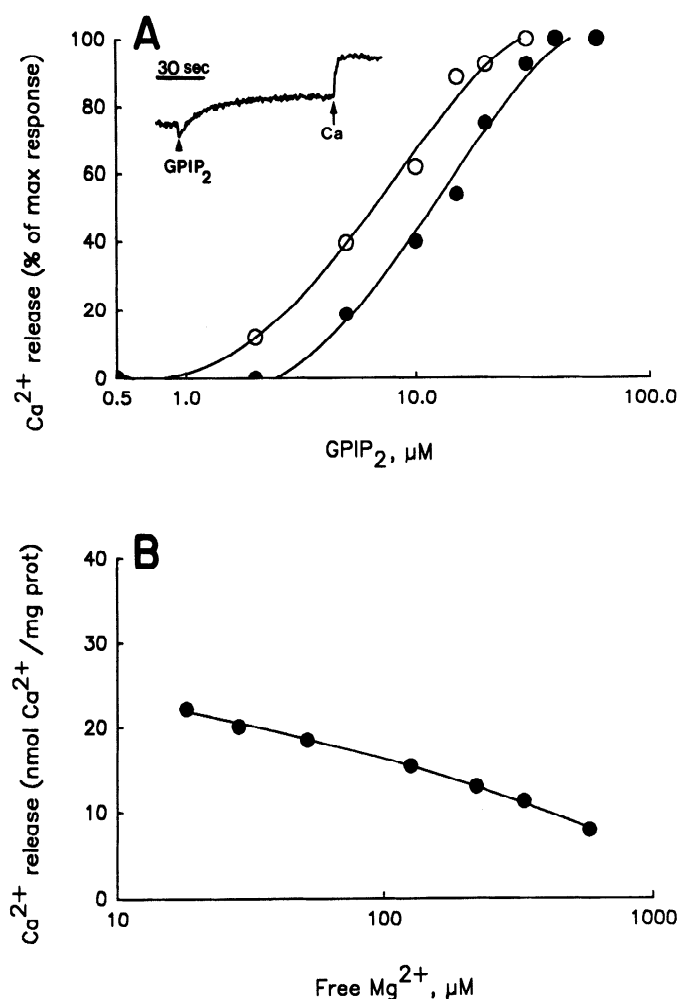 A
Ca2+ release (% of max response)
100
80
60
40
20
0
30 sec
GPIP2
Ca
0.5 1.0 10.0 100.0
GPIP2, µM
B
Ca2+ release (nmol Ca2+ /mg prot)
40
30
20
10
0
10 100 1000
Free Mg2+, µM